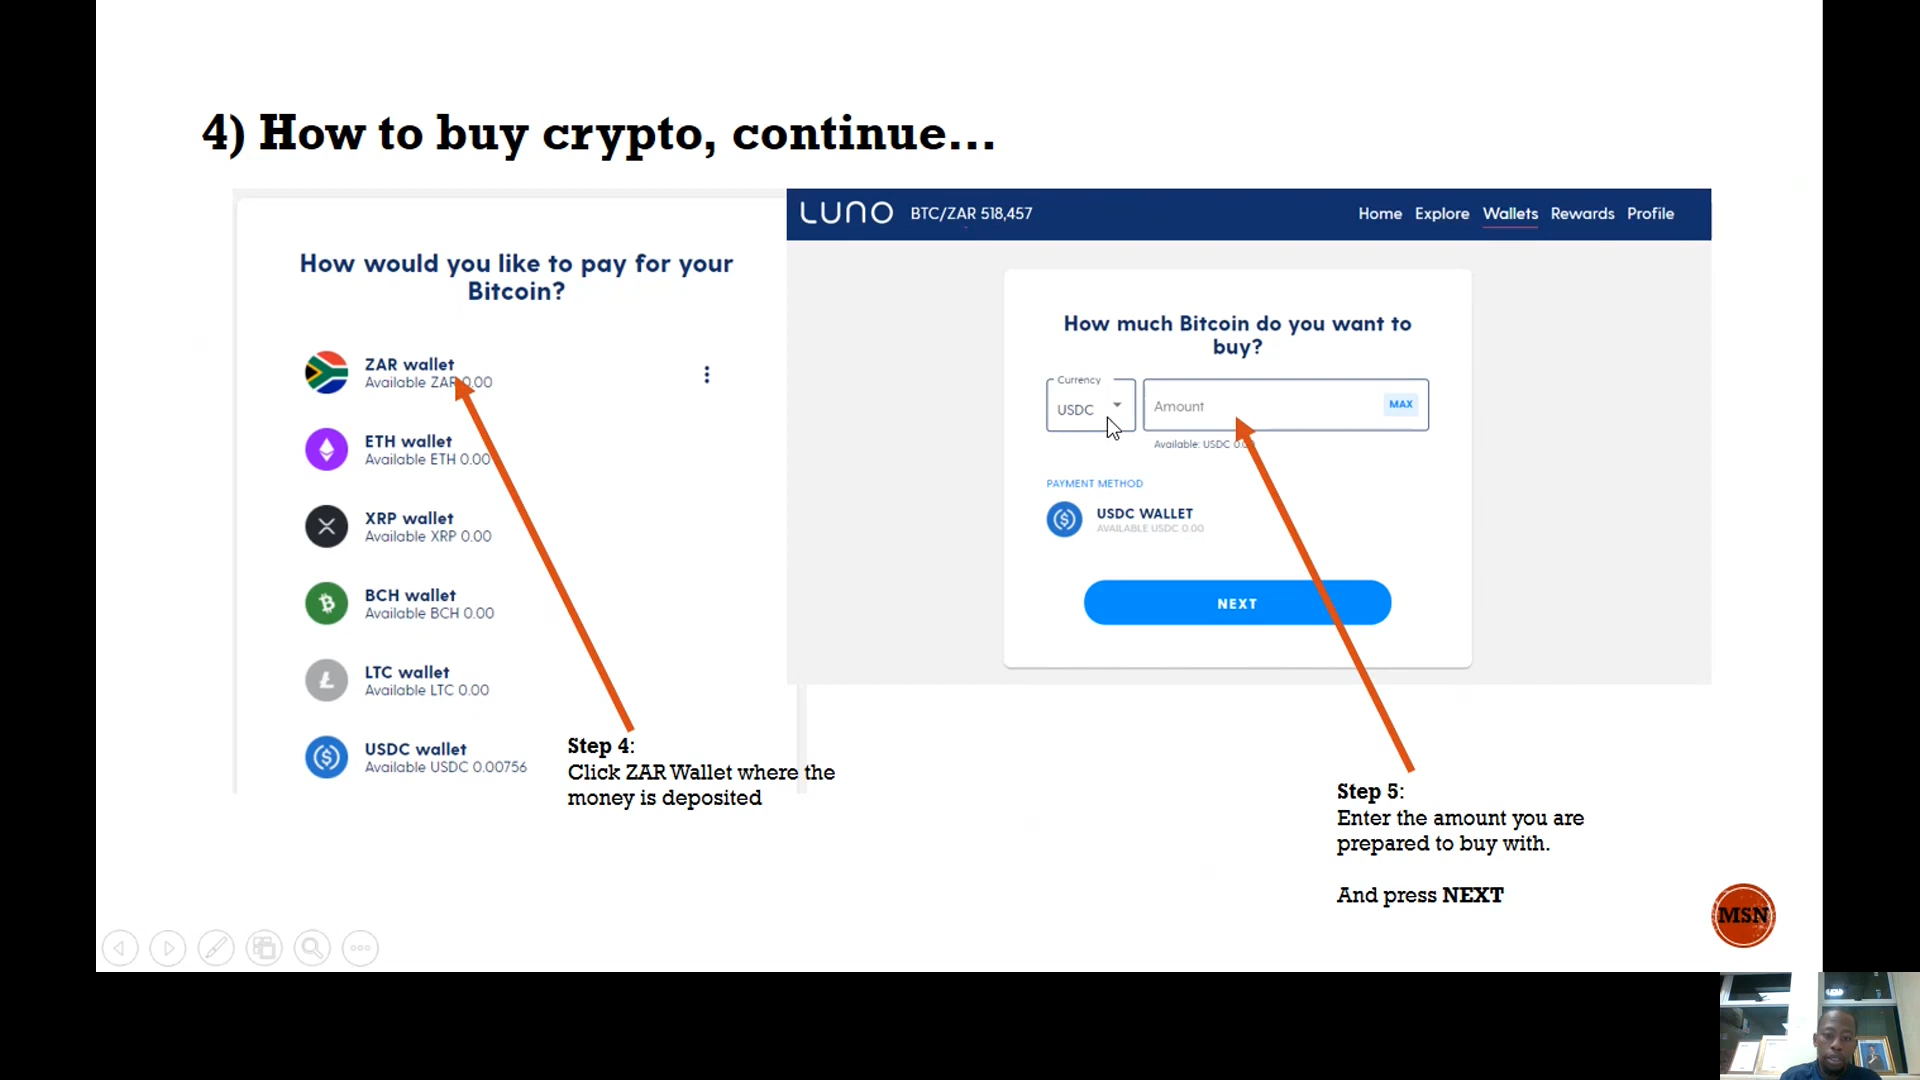 4) How to buy crypto, continue...
How would you like to pay for your
Bitcoin?
ZAR wallet
Available ZAR 0.00
ETH wallet
Available ETH 0.00
XRP wallet
Available XRP 0.00
BCH wallet
Available BCH 0.00
LTC wallet
Available LTC 0.00
USDC wallet
Available USDC 0.00756
Step 4:
Click ZAR Wallet where the
money is deposited
LUNO BTC/ZAR 518,457 Home Explore Wallets Rewards Profile
How much Bitcoin do you want to
buy?
Currency
USDC
Amount MAX
Available: USDC 0.00
PAYMENT METHOD
USDC WALLET
AVAILABLE USDC 0.00
NEXT
Step 5:
Enter the amount you are
prepared to buy with.
And press NEXT
MSN